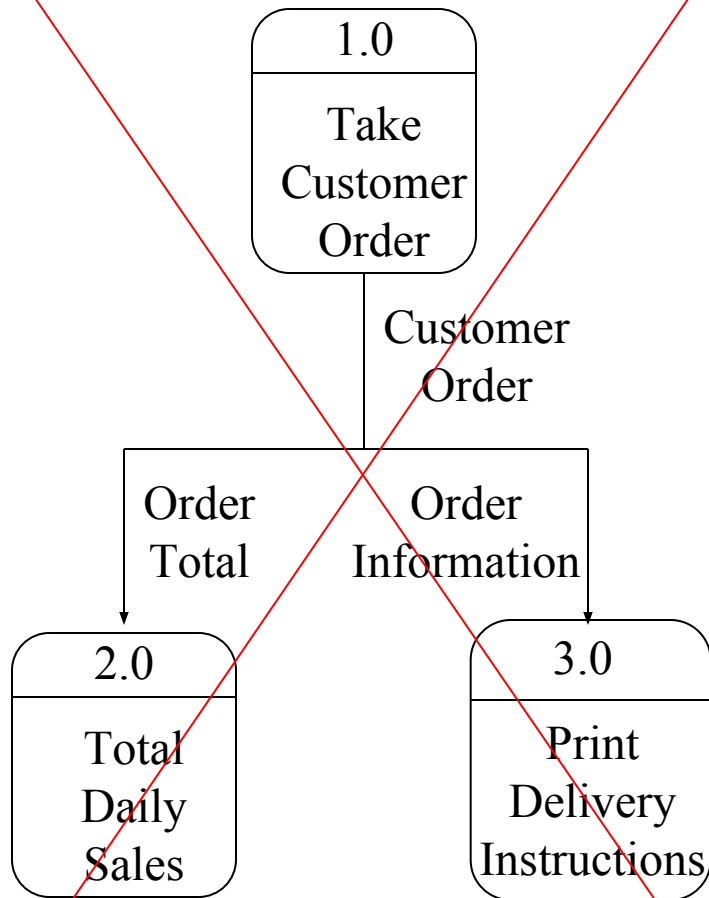 1.0
Take
Customer
Order
Customer
Order
Order
Total
Order
Information
2.0
Total
Daily
Sales
3.0
Print
Delivery
Instructions